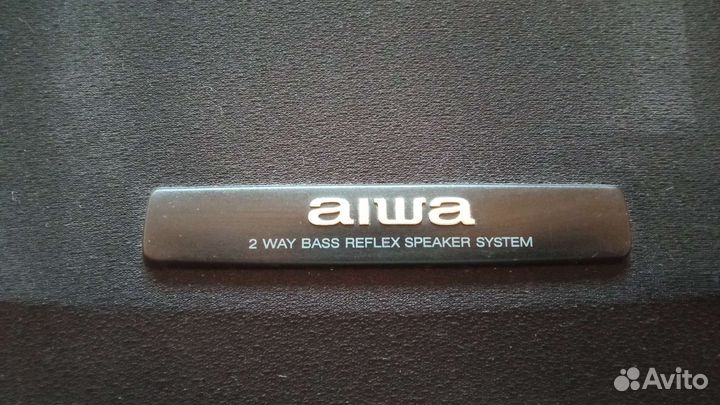 aiwa
2 WAY BASS REFLEX SPEAKER SYSTEM
Avito